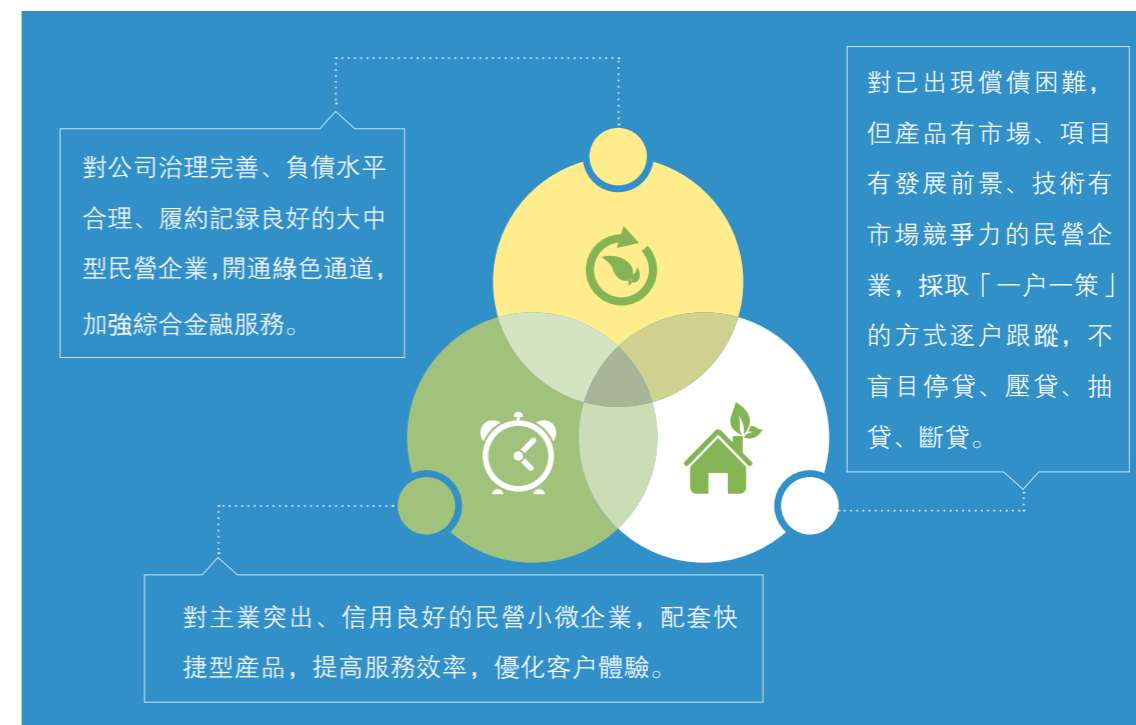 對公司治理完善、負債水平
合理、履約記録良好的大中
型民營企業，開通綠色通道，
加強綜合金融服務。
對已出現償債困難，
但産品有市場、項目
有發展前景、技術有
市場競爭力的民營企
業，採取「一户一策」
的方式逐户跟蹤，不
盲目停貸、壓貸、抽
貸、斷貸。
對主業突出、信用良好的民營小微企業，配套快
捷型産品，提高服務效率，優化客户體驗。